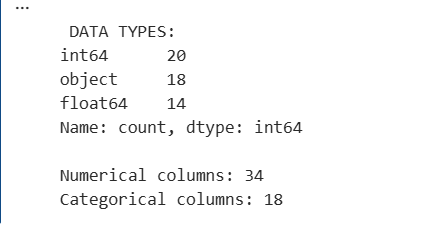 ...
DATA TYPES:
int64 20
object 18
float64 14
Name: count, dtype: int64
Numerical columns: 34
Categorical columns: 18